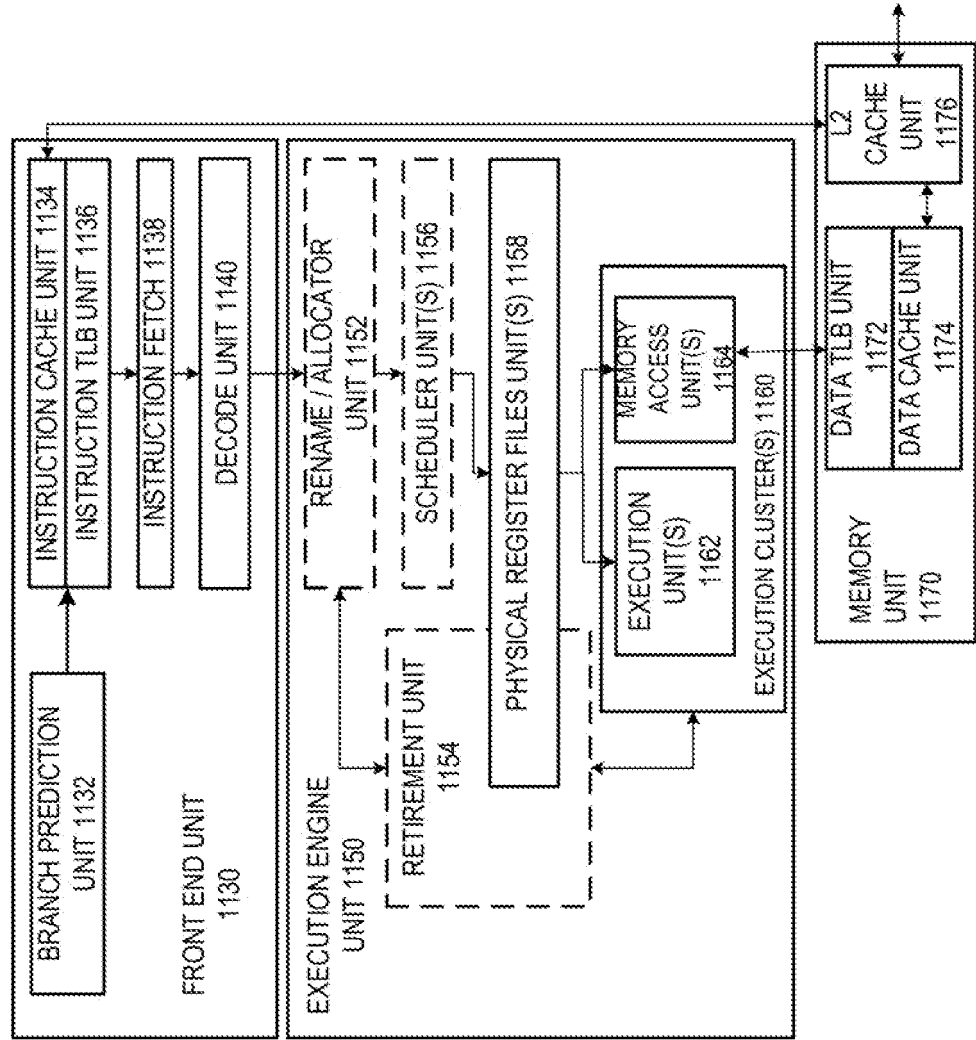 BRANCH PREDICTION
UNIT 1132
INSTRUCTION CACHE UNIT 1134
INSTRUCTION TLB UNIT 1136
INSTRUCTION FETCH 1138
DECODE UNIT 1140
FRONT END UNIT
1130
EXECUTION ENGINE
UNIT 1150
RENAME / ALLOCATOR
UNIT 1152
SCHEDULER UNIT(S) 1156
RETIREMENT UNIT
1154
PHYSICAL REGISTER FILES UNIT(S) 1158
EXECUTION
UNIT(S)
1162
MEMORY
ACCESS
UNIT(S)
1164
EXECUTION CLUSTER(S) 1160
MEMORY
UNIT
1170
DATA TLB UNIT
1172
DATA CACHE UNIT
1174
L2
CACHE
UNIT
1176